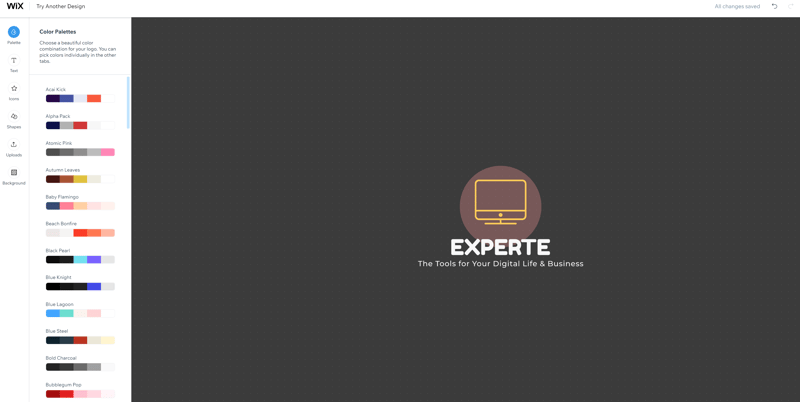 WiX
Try Another Design
All changes saved
Palette
Text
Icons
Shapes
Uploads
Background
Color Palettes
Choose a beautiful color
combination for your logo. You can
pick colors individually in the other
tabs.
Acai Kick
Alpha Pack
Atomic Pink
Autumn Leaves
Baby Flamingo
Beach Bonfire
Black Pearl
Blue Knight
Blue Lagoon
Blue Steel
Bold Charcoal
Bubblegum Pop
EXPERTE
The Tools for Your Digital Life & Business